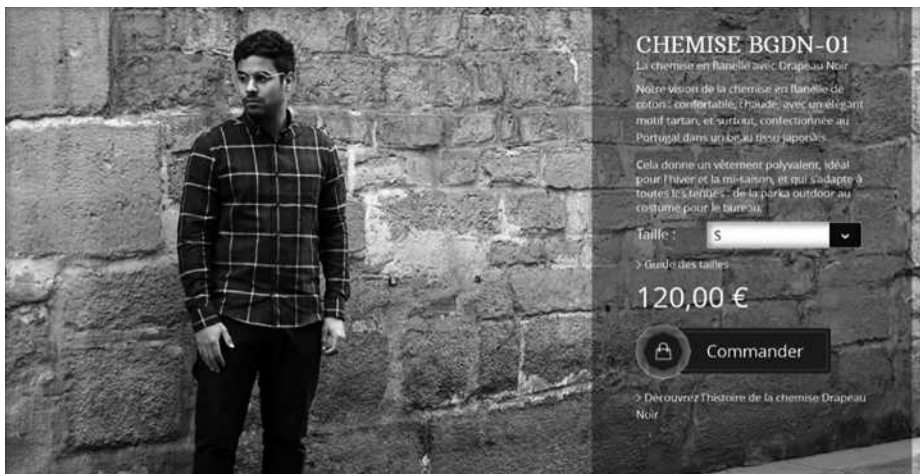 CHEMISE BGDN-01
La chemise en flanelle avec Drapeau Noir
Notre vision de la chemise en flanelle de
coton : confortable, chaude, avec un élégant
motif tartan, et surtout, confectionnée au
Portugal dans un beau tissu japonais.
Cela donne un vêtement polyvalent, idéal
pour l'hiver et la mi-saison, et qui s'adapte à
toutes les tenues : de la parka outdoor au
costume pour le bureau.
Taille : S
> Guide des tailles
120,00 €
Commander
> Découvrez l'histoire de la chemise Drapeau
Noir